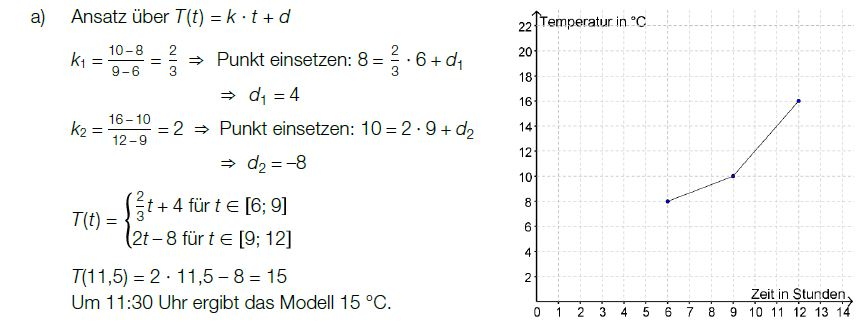 a) Ansatz über T(t) = k · t + d
k₁ = (10 – 8)/(9 – 6) = 2/3 ⇒ Punkt einsetzen: 8 = 2/3 · 6 + d₁
⇒ d₁ = 4
k₂ = (16 – 10)/(12 – 9) = 2 ⇒ Punkt einsetzen: 10 = 2 · 9 + d₂
⇒ d₂ = –8
T(t) = { 2/3 t + 4 für t ∈ [6; 9]
2t – 8 für t ∈ [9; 12]
T(11,5) = 2 · 11,5 – 8 = 15
Um 11:30 Uhr ergibt das Modell 15 °C.
Temperatur in °C
22
20
18
16
14
12
10
8
6
4
2
Zeit in Stunden
0 1 2 3 4 5 6 7 8 9 10 11 12 13 14